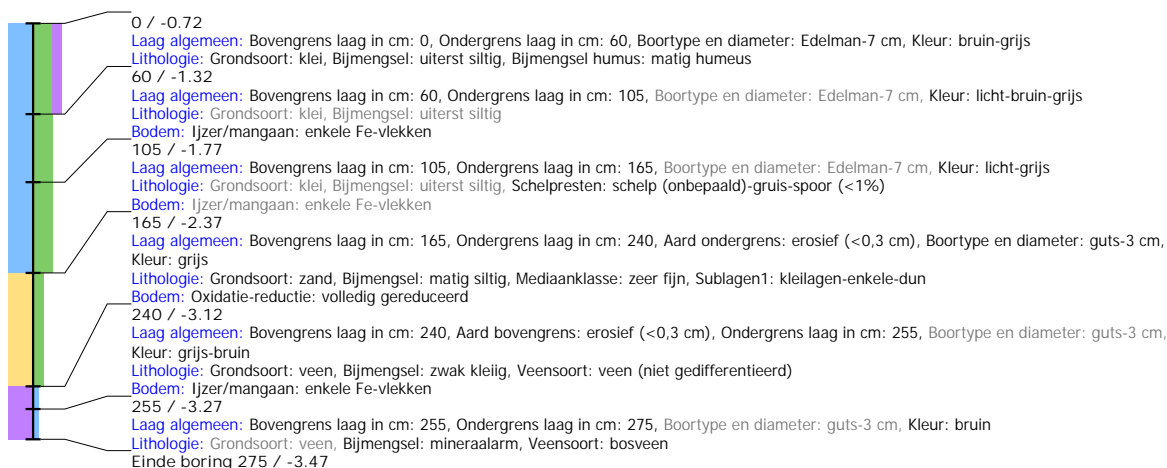 0 / -0.72
Laag algemeen: Bovengrens laag in cm: 0, Ondergrens laag in cm: 60, Boortype en diameter: Edelman-7 cm, Kleur: bruin-grijs
Lithologie: Grondsoort: klei, Bijmengsel: uiterst siltig, Bijmengsel humus: matig humeus
60 / -1.32
Laag algemeen: Bovengrens laag in cm: 60, Ondergrens laag in cm: 105, Boortype en diameter: Edelman-7 cm, Kleur: licht-bruin-grijs
Lithologie: Grondsoort: klei, Bijmengsel: uiterst siltig
Bodem: Ijzer/mangaan: enkele Fe-vlekken
105 / -1.77
Laag algemeen: Bovengrens laag in cm: 105, Ondergrens laag in cm: 165, Boortype en diameter: Edelman-7 cm, Kleur: licht-grijs
Lithologie: Grondsoort: klei, Bijmengsel: uiterst siltig, Schelpresten: schelp (onbepaald)-gruis-spoor (<1%)
Bodem: Ijzer/mangaan: enkele Fe-vlekken
165 / -2.37
Laag algemeen: Bovengrens laag in cm: 165, Ondergrens laag in cm: 240, Aard ondergrens: erosief (<0,3 cm), Boortype en diameter: guts-3 cm,
Kleur: grijs
Lithologie: Grondsoort: zand, Bijmengsel: matig siltig, Mediaanklasse: zeer fijn, Sublagen1: kleilagen-enkele-dun
Bodem: Oxidatie-reductie: volledig gereduceerd
240 / -3.12
Laag algemeen: Bovengrens laag in cm: 240, Aard bovengrens: erosief (<0,3 cm), Ondergrens laag in cm: 255, Boortype en diameter: guts-3 cm,
Kleur: grijs-bruin
Lithologie: Grondsoort: veen, Bijmengsel: zwak kleiig, Veensoort: veen (niet gedifferentieerd)
Bodem: Ijzer/mangaan: enkele Fe-vlekken
255 / -3.27
Laag algemeen: Bovengrens laag in cm: 255, Ondergrens laag in cm: 275, Boortype en diameter: guts-3 cm, Kleur: bruin
Lithologie: Grondsoort: veen, Bijmengsel: mineraalarm, Veensoort: bosveen
Einde boring 275 / -3.47